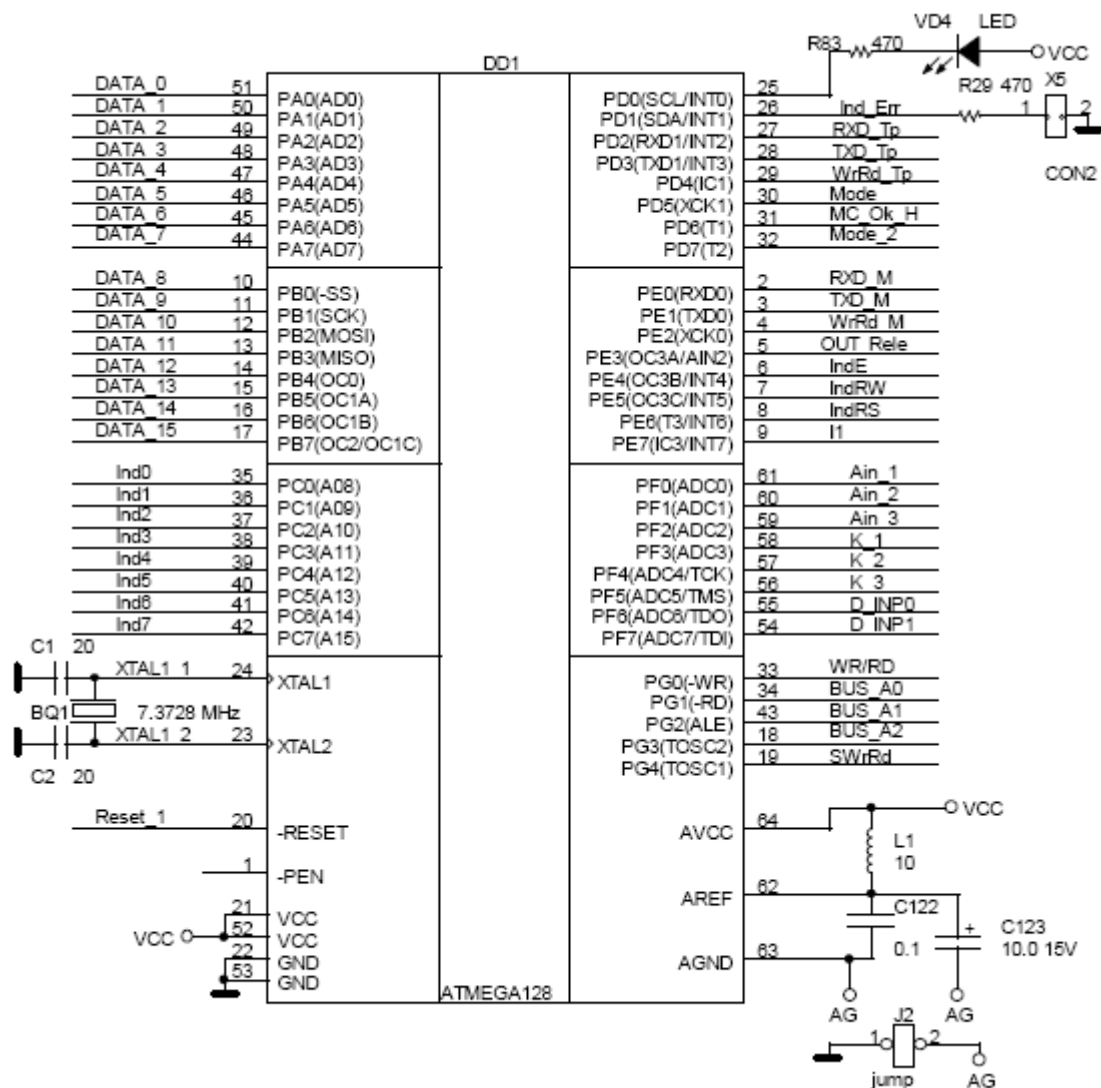 VD4 LED
R83 470
VCC
DD1
R29 470 X5
1 2
CON2
DATA_0 51 PA0(AD0)
DATA_1 50 PA1(AD1)
DATA_2 49 PA2(AD2)
DATA_3 48 PA3(AD3)
DATA_4 47 PA4(AD4)
DATA_5 46 PA5(AD5)
DATA_6 45 PA6(AD6)
DATA_7 44 PA7(AD7)
DATA_8 10 PB0(-SS)
DATA_9 11 PB1(SCK)
DATA_10 12 PB2(MOSI)
DATA_11 13 PB3(MISO)
DATA_12 14 PB4(OC0)
DATA_13 15 PB5(OC1A)
DATA_14 16 PB6(OC1B)
DATA_15 17 PB7(OC2/OC1C)
Ind0 35 PC0(A08)
Ind1 36 PC1(A09)
Ind2 37 PC2(A10)
Ind3 38 PC3(A11)
Ind4 39 PC4(A12)
Ind5 40 PC5(A13)
Ind6 41 PC6(A14)
Ind7 42 PC7(A15)
C1 20
XTAL1_1 24 XTAL1
BQ1 7.3728 MHz
XTAL1_2 23 XTAL2
C2 20
Reset_1 20 -RESET
1 -PEN
21 VCC
VCC 52 VCC
22 GND
53 GND
ATMEGA128
PD0(SCL/INT0) 25
PD1(SDA/INT1) 26 Ind_Err
PD2(RXD1/INT2) 27 RXD_Tp
PD3(TXD1/INT3) 28 TXD_Tp
PD4(IC1) 29 WrRd_Tp
PD5(XCK1) 30 Mode
PD6(T1) 31 MC_Ok_H
PD7(T2) 32 Mode_2
PE0(RXD0) 2 RXD_M
PE1(TXD0) 3 TXD_M
PE2(XCK0) 4 WrRd_M
PE3(OC3A/AIN2) 5 OUT_Rele
PE4(OC3B/INT4) 6 IndE
PE5(OC3C/INT5) 7 IndRW
PE6(T3/INT6) 8 IndRS
PE7(IC3/INT7) 9 I1
PF0(ADC0) 61 Ain_1
PF1(ADC1) 60 Ain_2
PF2(ADC2) 59 Ain_3
PF3(ADC3) 58 K_1
PF4(ADC4/TCK) 57 K_2
PF5(ADC5/TMS) 56 K_3
PF6(ADC6/TDO) 55 D_INP0
PF7(ADC7/TDI) 54 D_INP1
PG0(-WR) 33 WR/RD
PG1(-RD) 34 BUS_A0
PG2(ALE) 43 BUS_A1
PG3(TOSC2) 18 BUS_A2
PG4(TOSC1) 19 SWrRd
AVCC 64 VCC
L1
10
AREF 62
C122
0.1
C123
+
10.0 15V
AGND 63
AG AG
J2
1 2
jump AG